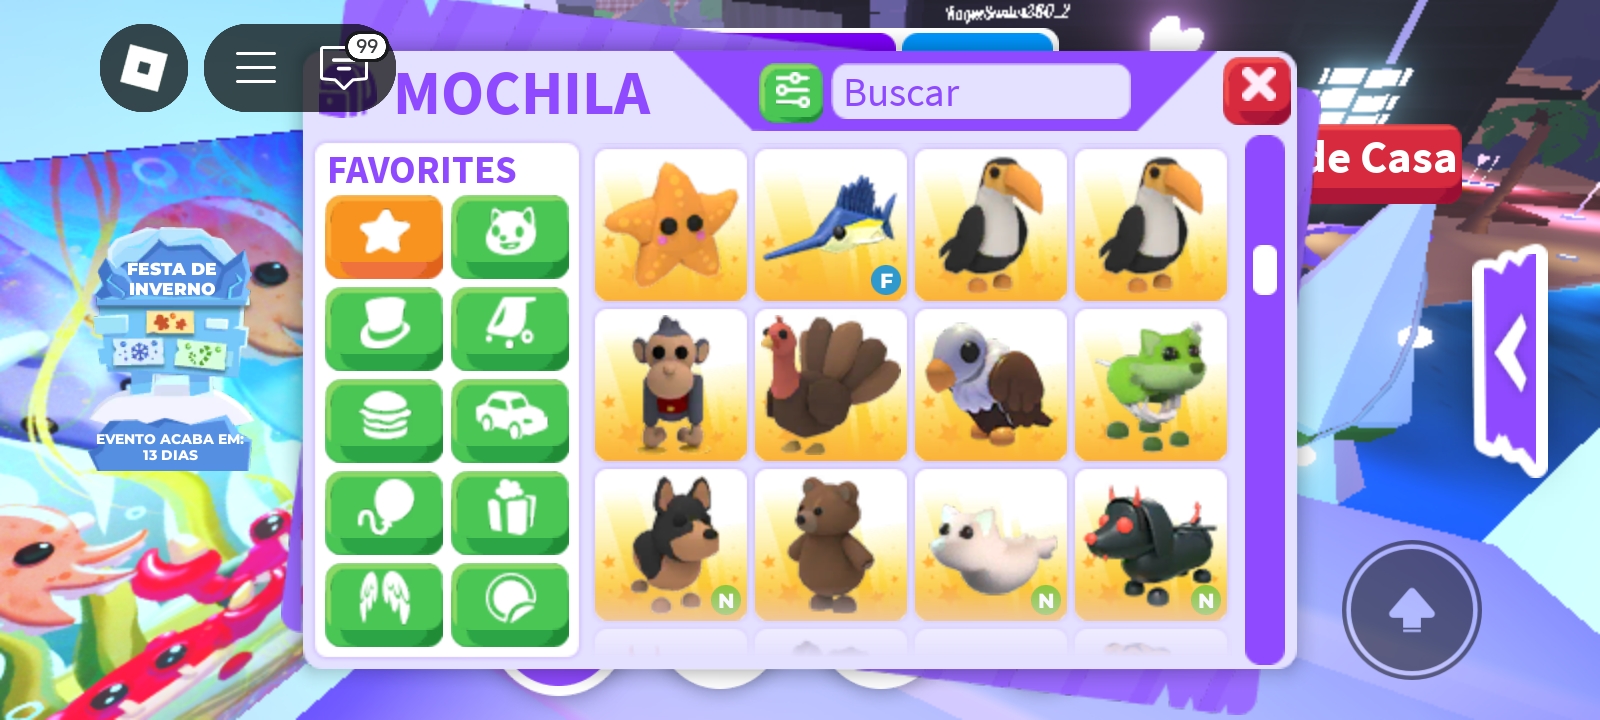 99
MOCHILA
Buscar
de Casa
FAVORITES
FESTA DE
INVERNO
F
EVENTO ACABA EM:
13 DIAS
N
N
N